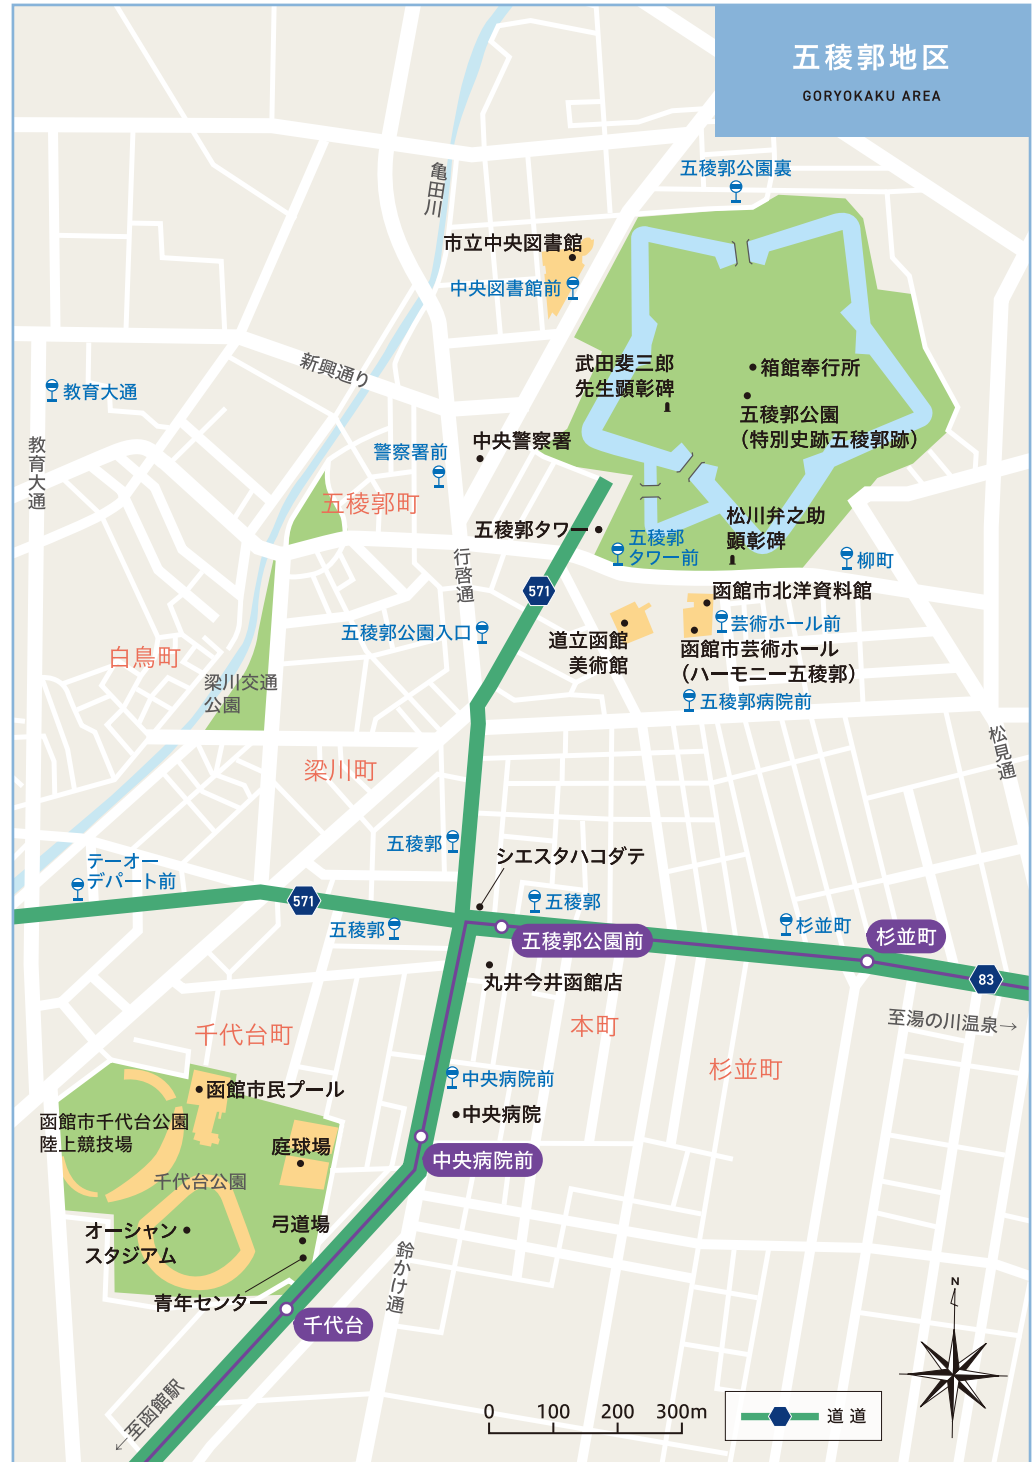 五稜郭地区
GORYOKAKU AREA
五稜郭公園裏
亀田川
市立中央図書館
中央図書館前
新興通り
教育大通
武田斐三郎
先生顕彰碑
箱館奉行所
五稜郭公園
(特別史跡五稜郭跡)
教育大通
中央警察署
警察署前
五稜郭町
五稜郭タワー
松川弁之助
顕彰碑
五稜郭
タワー前
柳町
行啓通
571
函館市北洋資料館
芸術ホール前
五稜郭公園入口
道立函館
美術館
函館市芸術ホール
(ハーモニー五稜郭)
白鳥町
梁川交通
公園
五稜郭病院前
松見通
梁川町
五稜郭
シエスタハコダテ
テーオー
デパート前
571
五稜郭
五稜郭
杉並町
杉並町
五稜郭公園前
丸井今井函館店
83
至湯の川温泉→
千代台町
本町
杉並町
中央病院前
函館市民プール
中央病院
函館市千代台公園
陸上競技場
庭球場
中央病院前
千代台公園
オーシャン
スタジアム
弓道場
鈴かけ通
青年センター
千代台
N
←至函館駅
0 100 200 300m
道道